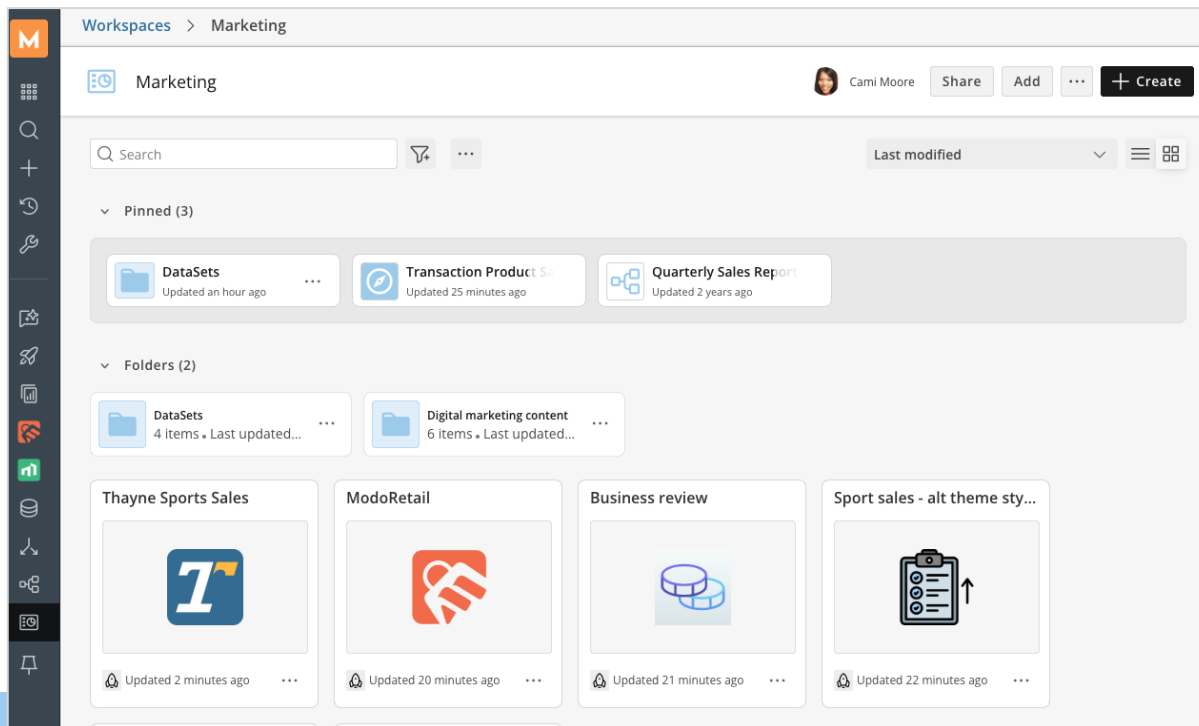 Workspaces > Marketing
M
Marketing
Cami Moore
Share
Add
...
+ Create
Search
...
Last modified
Pinned (3)
DataSets
Updated an hour ago
...
Transaction Product Sa
Updated 25 minutes ago
Quarterly Sales Report
Updated 2 years ago
Folders (2)
DataSets
4 items • Last updated...
...
Digital marketing content
6 items • Last updated...
...
Thayne Sports Sales
ModoRetail
Business review
Sport sales - alt theme sty...
T
Updated 2 minutes ago
...
Updated 20 minutes ago
...
Updated 21 minutes ago
...
Updated 22 minutes ago
...